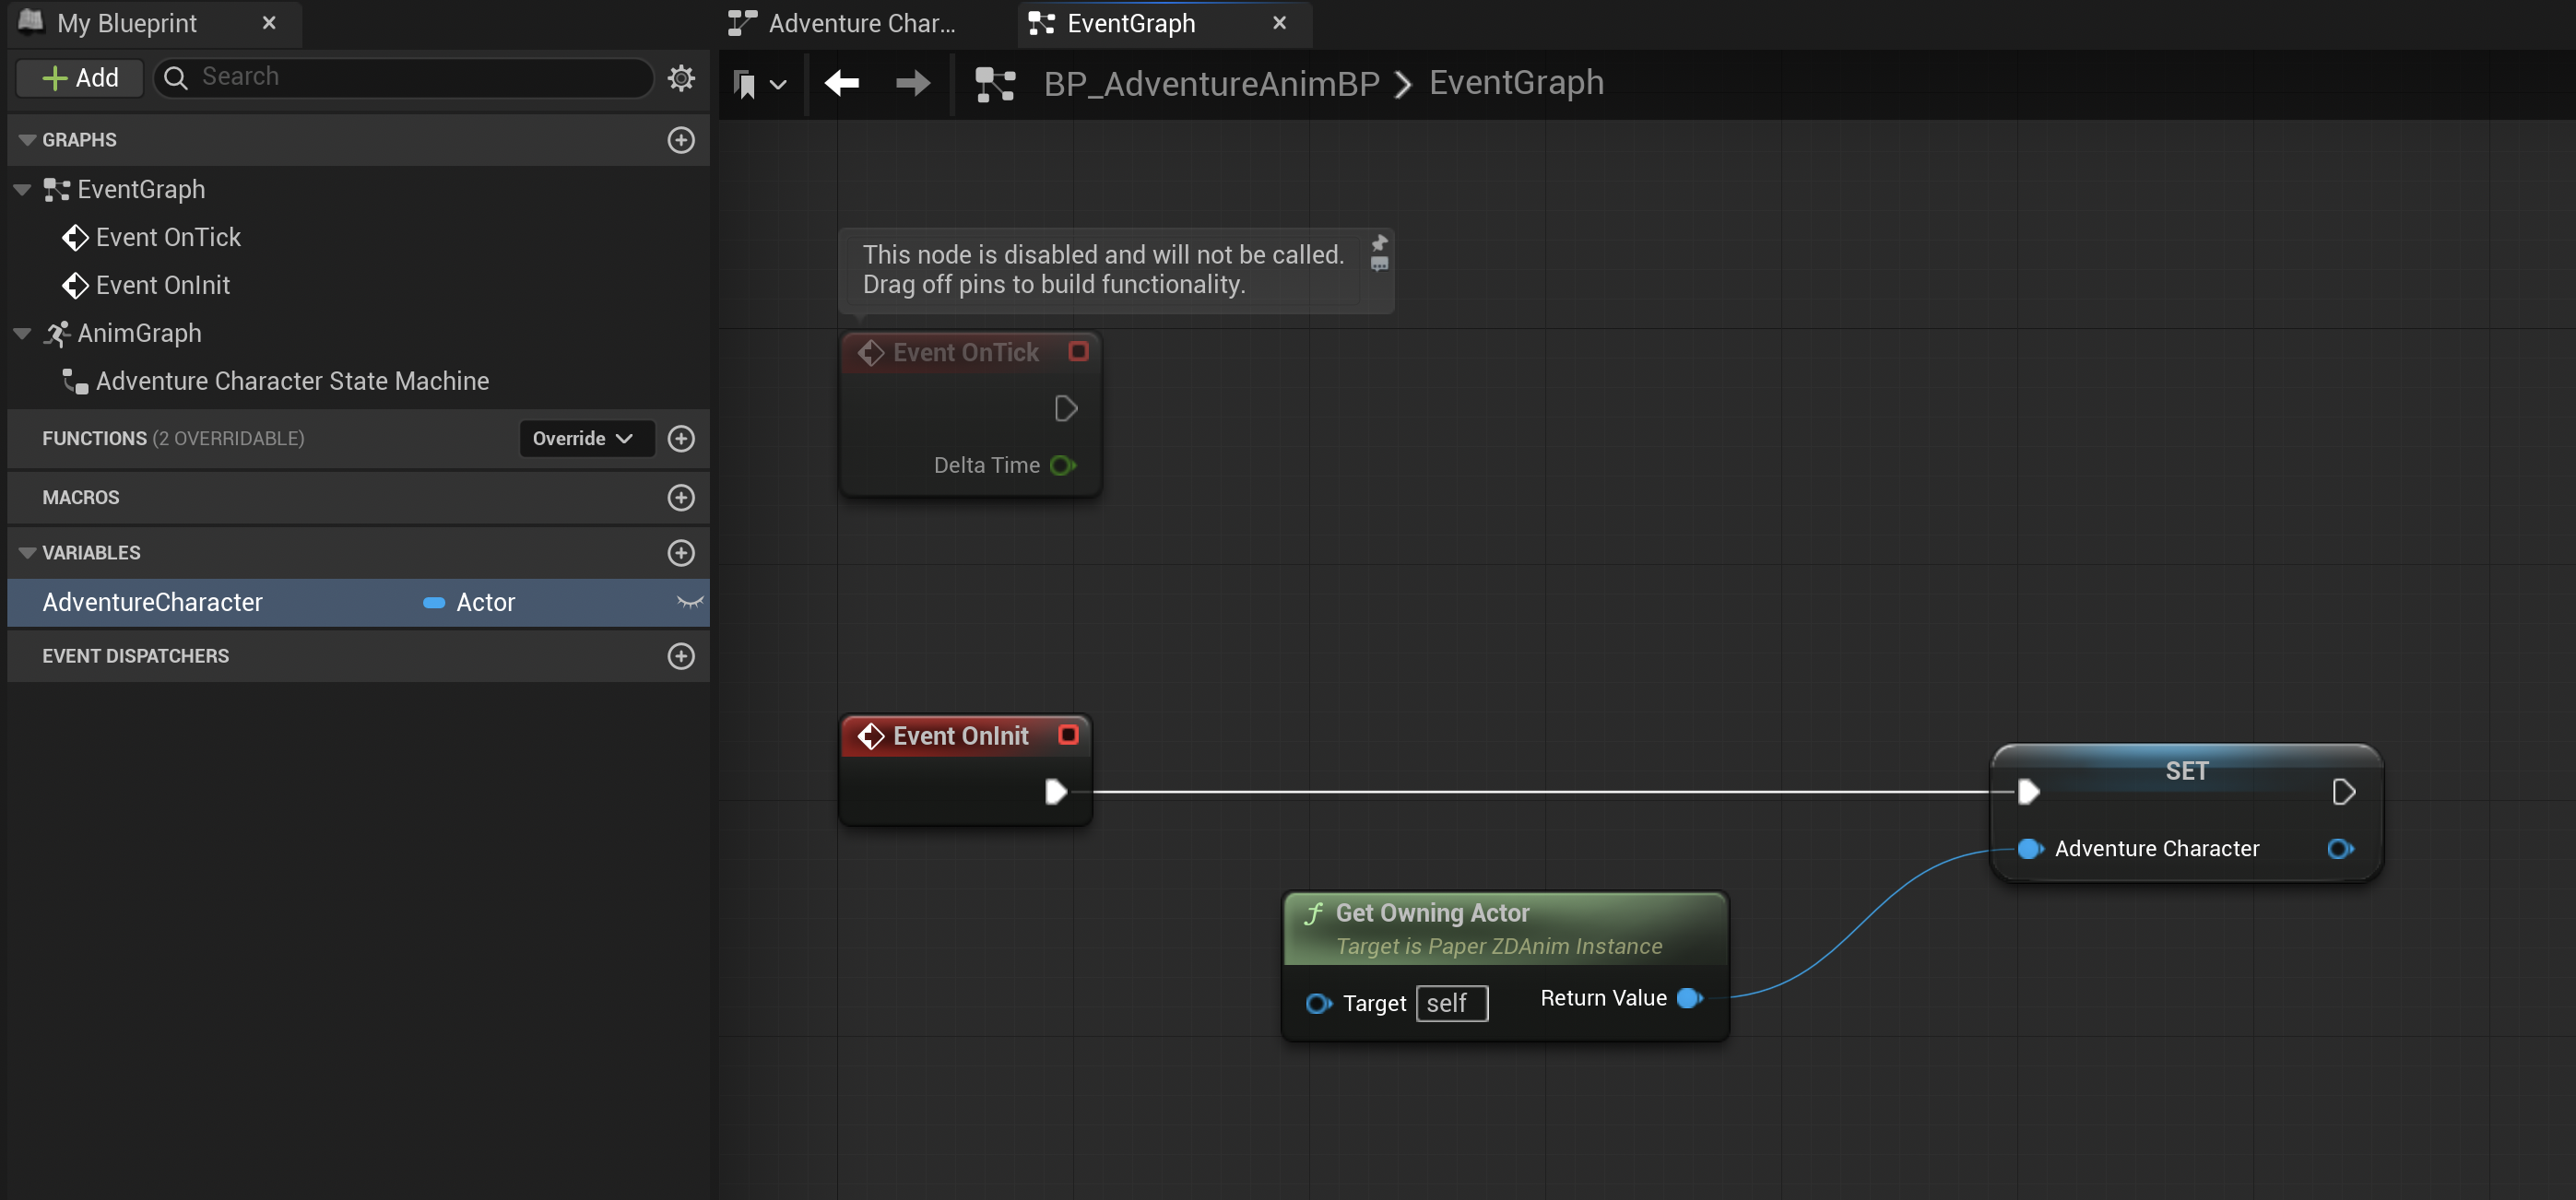 My Blueprint
Add
Search
GRAPHS
EventGraph
Event OnTick
Event OnInit
AnimGraph
Adventure Character State Machine
FUNCTIONS (2 OVERRIDABLE)
Override
MACROS
VARIABLES
AdventureCharacter
Actor
EVENT DISPATCHERS
Adventure Char...
EventGraph
BP_AdventureAnimBP > EventGraph
This node is disabled and will not be called.
Drag off pins to build functionality.
Event OnTick
Delta Time
Event OnInit
SET
Adventure Character
f Get Owning Actor
Target is Paper ZDAnim Instance
Target self
Return Value